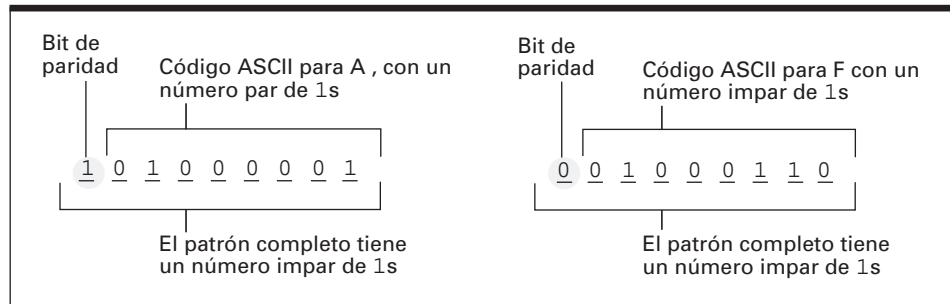 Bit de
paridad
Código ASCII para A , con un
número par de 1s
1 0 1 0 0 0 0 0 1
El patrón completo tiene
un número impar de 1s
Bit de
paridad
Código ASCII para F con un
número impar de 1s
0 0 1 0 0 0 1 1 0
El patrón completo tiene
un número impar de 1s